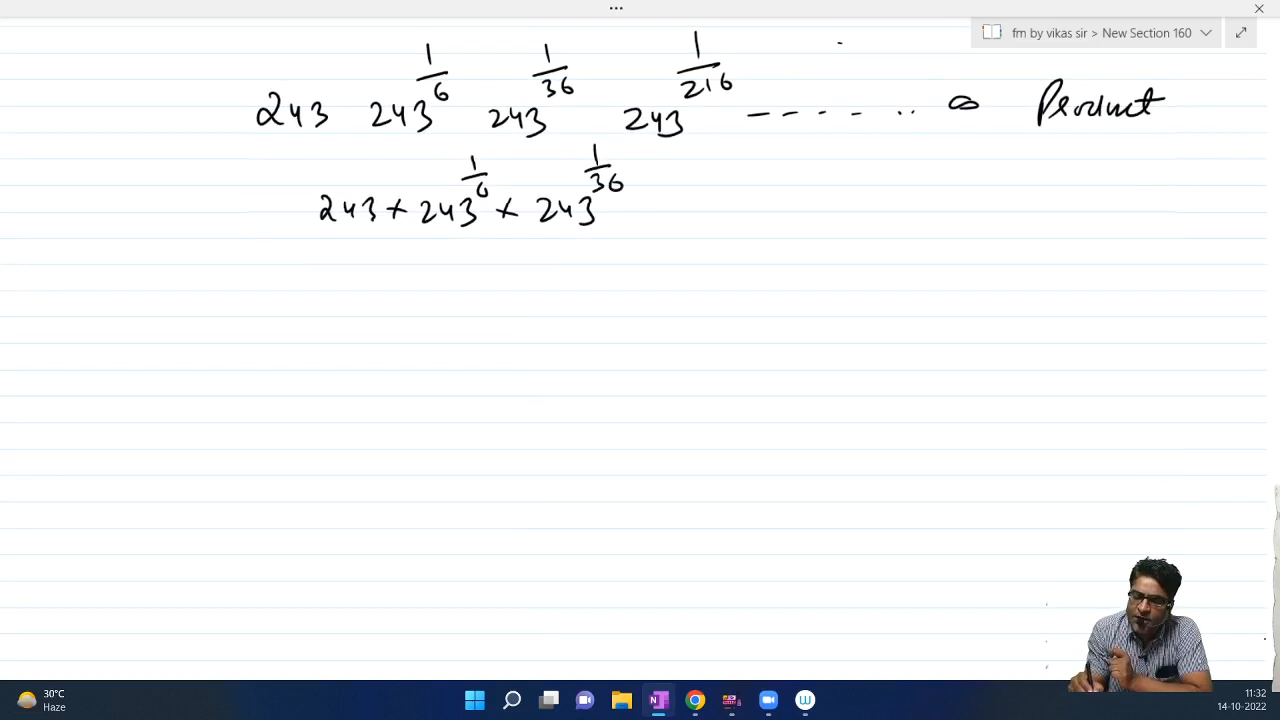 ...
fm by vikas sir > New Section 160
243 243^{1/6} 243^{1/36} 243^{1/216} ------.. ∞ Product
243 × 243^{1/6} × 243^{1/36}
30°C
Haze
11:32
14-10-2022